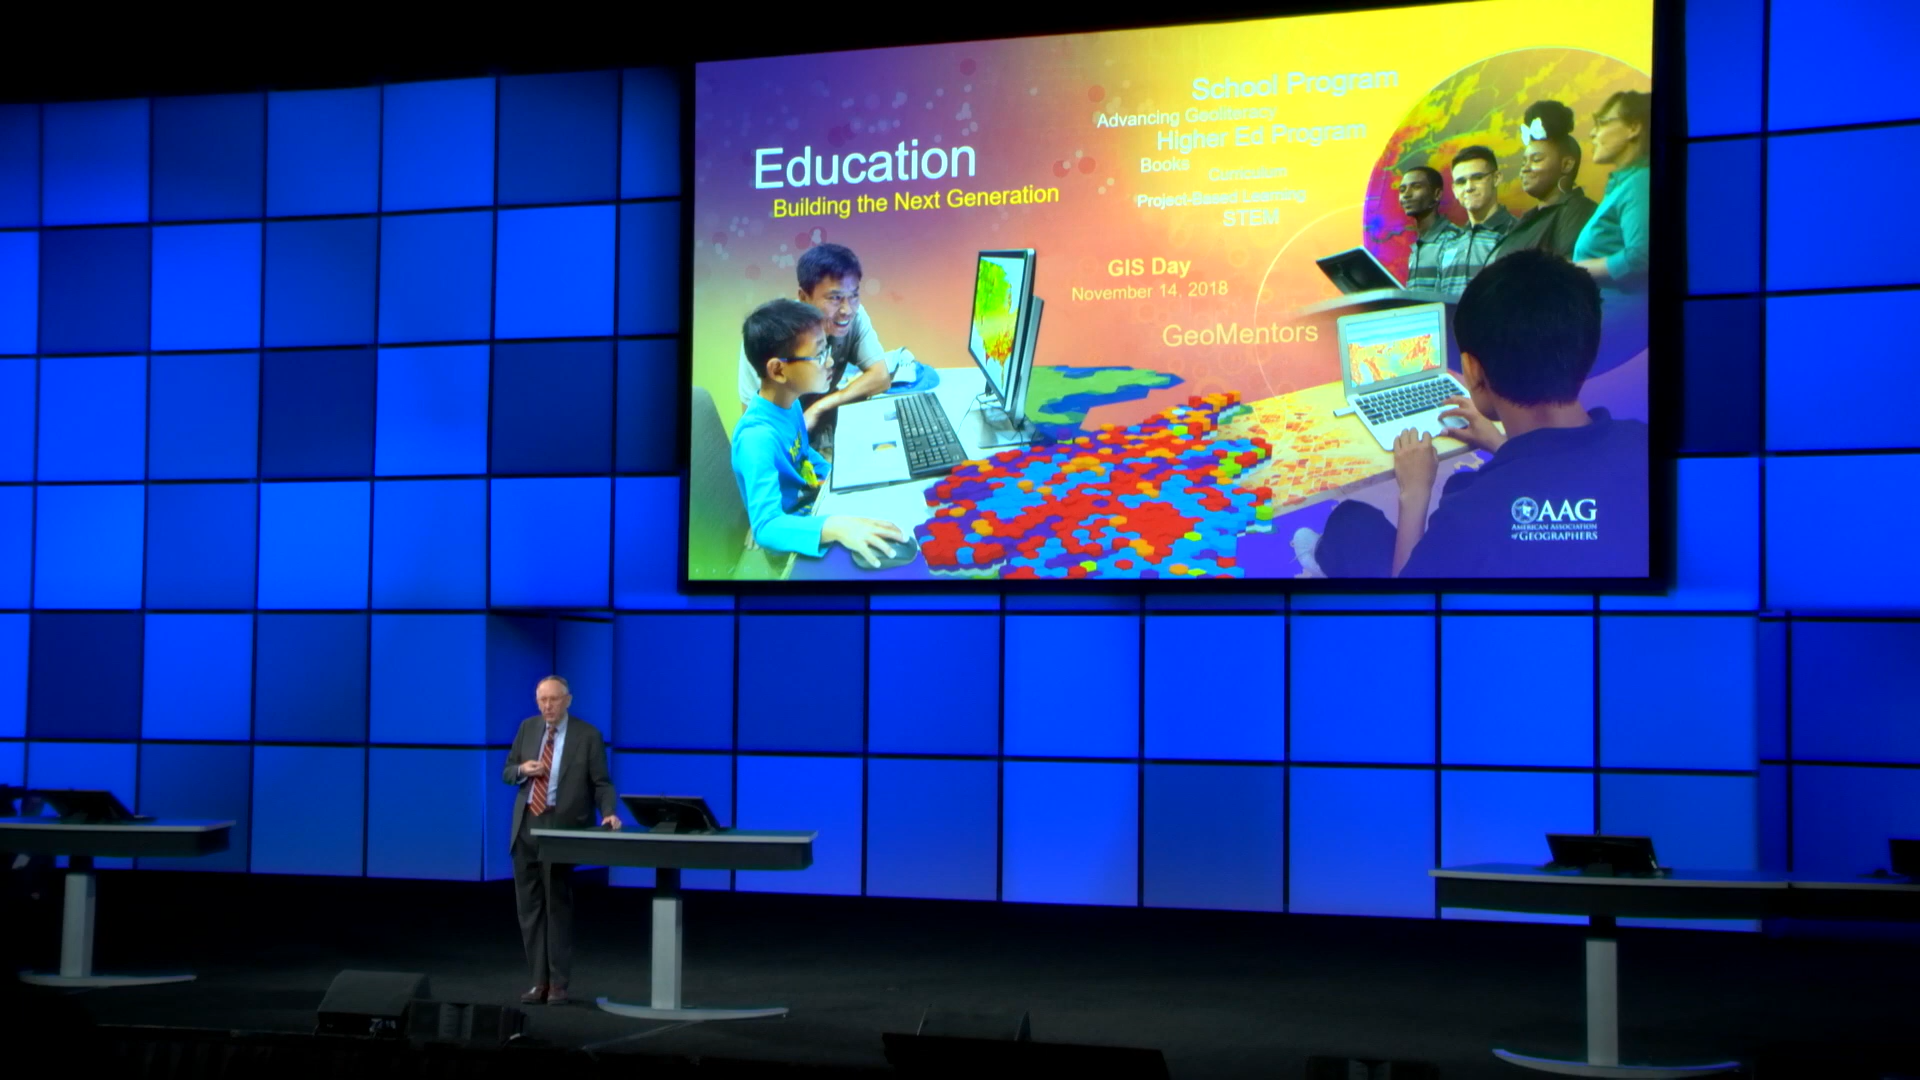 Education
Building the Next Generation
School Program
Advancing Geoliteracy
Higher Ed Program
Books
Curriculum
Project-Based Learning
STEM
GIS Day
November 14, 2018
GeoMentors
AAG
AMERICAN ASSOCIATION
of GEOGRAPHERS